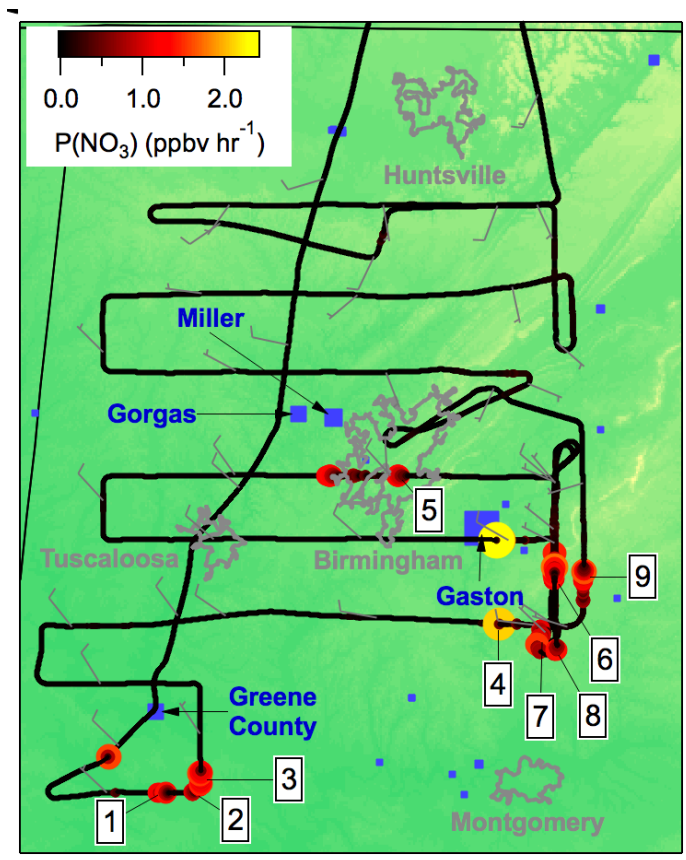 0.0 1.0 2.0
P(NO₃) (ppbv hr⁻¹)
Huntsville
Miller
Gorgas
5
Tuscaloosa
Birmingham
9
Gaston
6
4
7
8
Greene
County
3
1
2
Montgomery